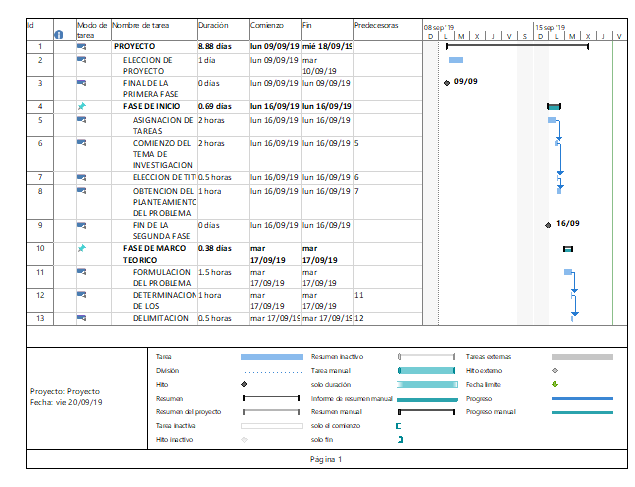 Id Modo de tarea Nombre de tarea Duración Comienzo Fin Predecesoras 08 sep '19 15 sep '19
D L M X J V S D L M X J V
1 PROYECTO 8.88 días lun 09/09/19 mié 18/09/19
2 ELECCION DE PROYECTO 1 día lun 09/09/19 mar 10/09/19
3 FINAL DE LA PRIMERA FASE 0 días lun 09/09/19 lun 09/09/19 09/09
4 FASE DE INICIO 0.69 días lun 16/09/19 lun 16/09/19
5 ASIGNACION DE TAREAS 2 horas lun 16/09/19 lun 16/09/19
6 COMIENZO DEL TEMA DE INVESTIGACION 2 horas lun 16/09/19 lun 16/09/19 5
7 ELECCION DE TIT 0.5 horas lun 16/09/19 lun 16/09/19 6
8 OBTENCION DEL PLANTEAMIENTO DEL PROBLEMA 1 hora lun 16/09/19 lun 16/09/19 7
9 FIN DE LA SEGUNDA FASE 0 días lun 16/09/19 lun 16/09/19 16/09
10 FASE DE MARCO TEORICO 0.38 días mar 17/09/19 mar 17/09/19
11 FORMULACION DEL PROBLEMA 1.5 horas mar 17/09/19 mar 17/09/19
12 DETERMINACION DE LOS 1 hora mar 17/09/19 mar 17/09/19 11
13 DELIMITACION 0.5 horas mar 17/09/19 mar 17/09/19 12
Proyecto: Proyecto
Fecha: vie 20/09/19
Tarea
División
Hito
Resumen
Resumen del proyecto
Tarea inactiva
Hito inactivo
Resumen inactivo
Tarea manual
solo duración
Informe de resumen manual
Resumen manual
solo el comienzo
solo fin
Tareas externas
Hito externo
Fecha límite
Progreso
Progreso manual
Página 1